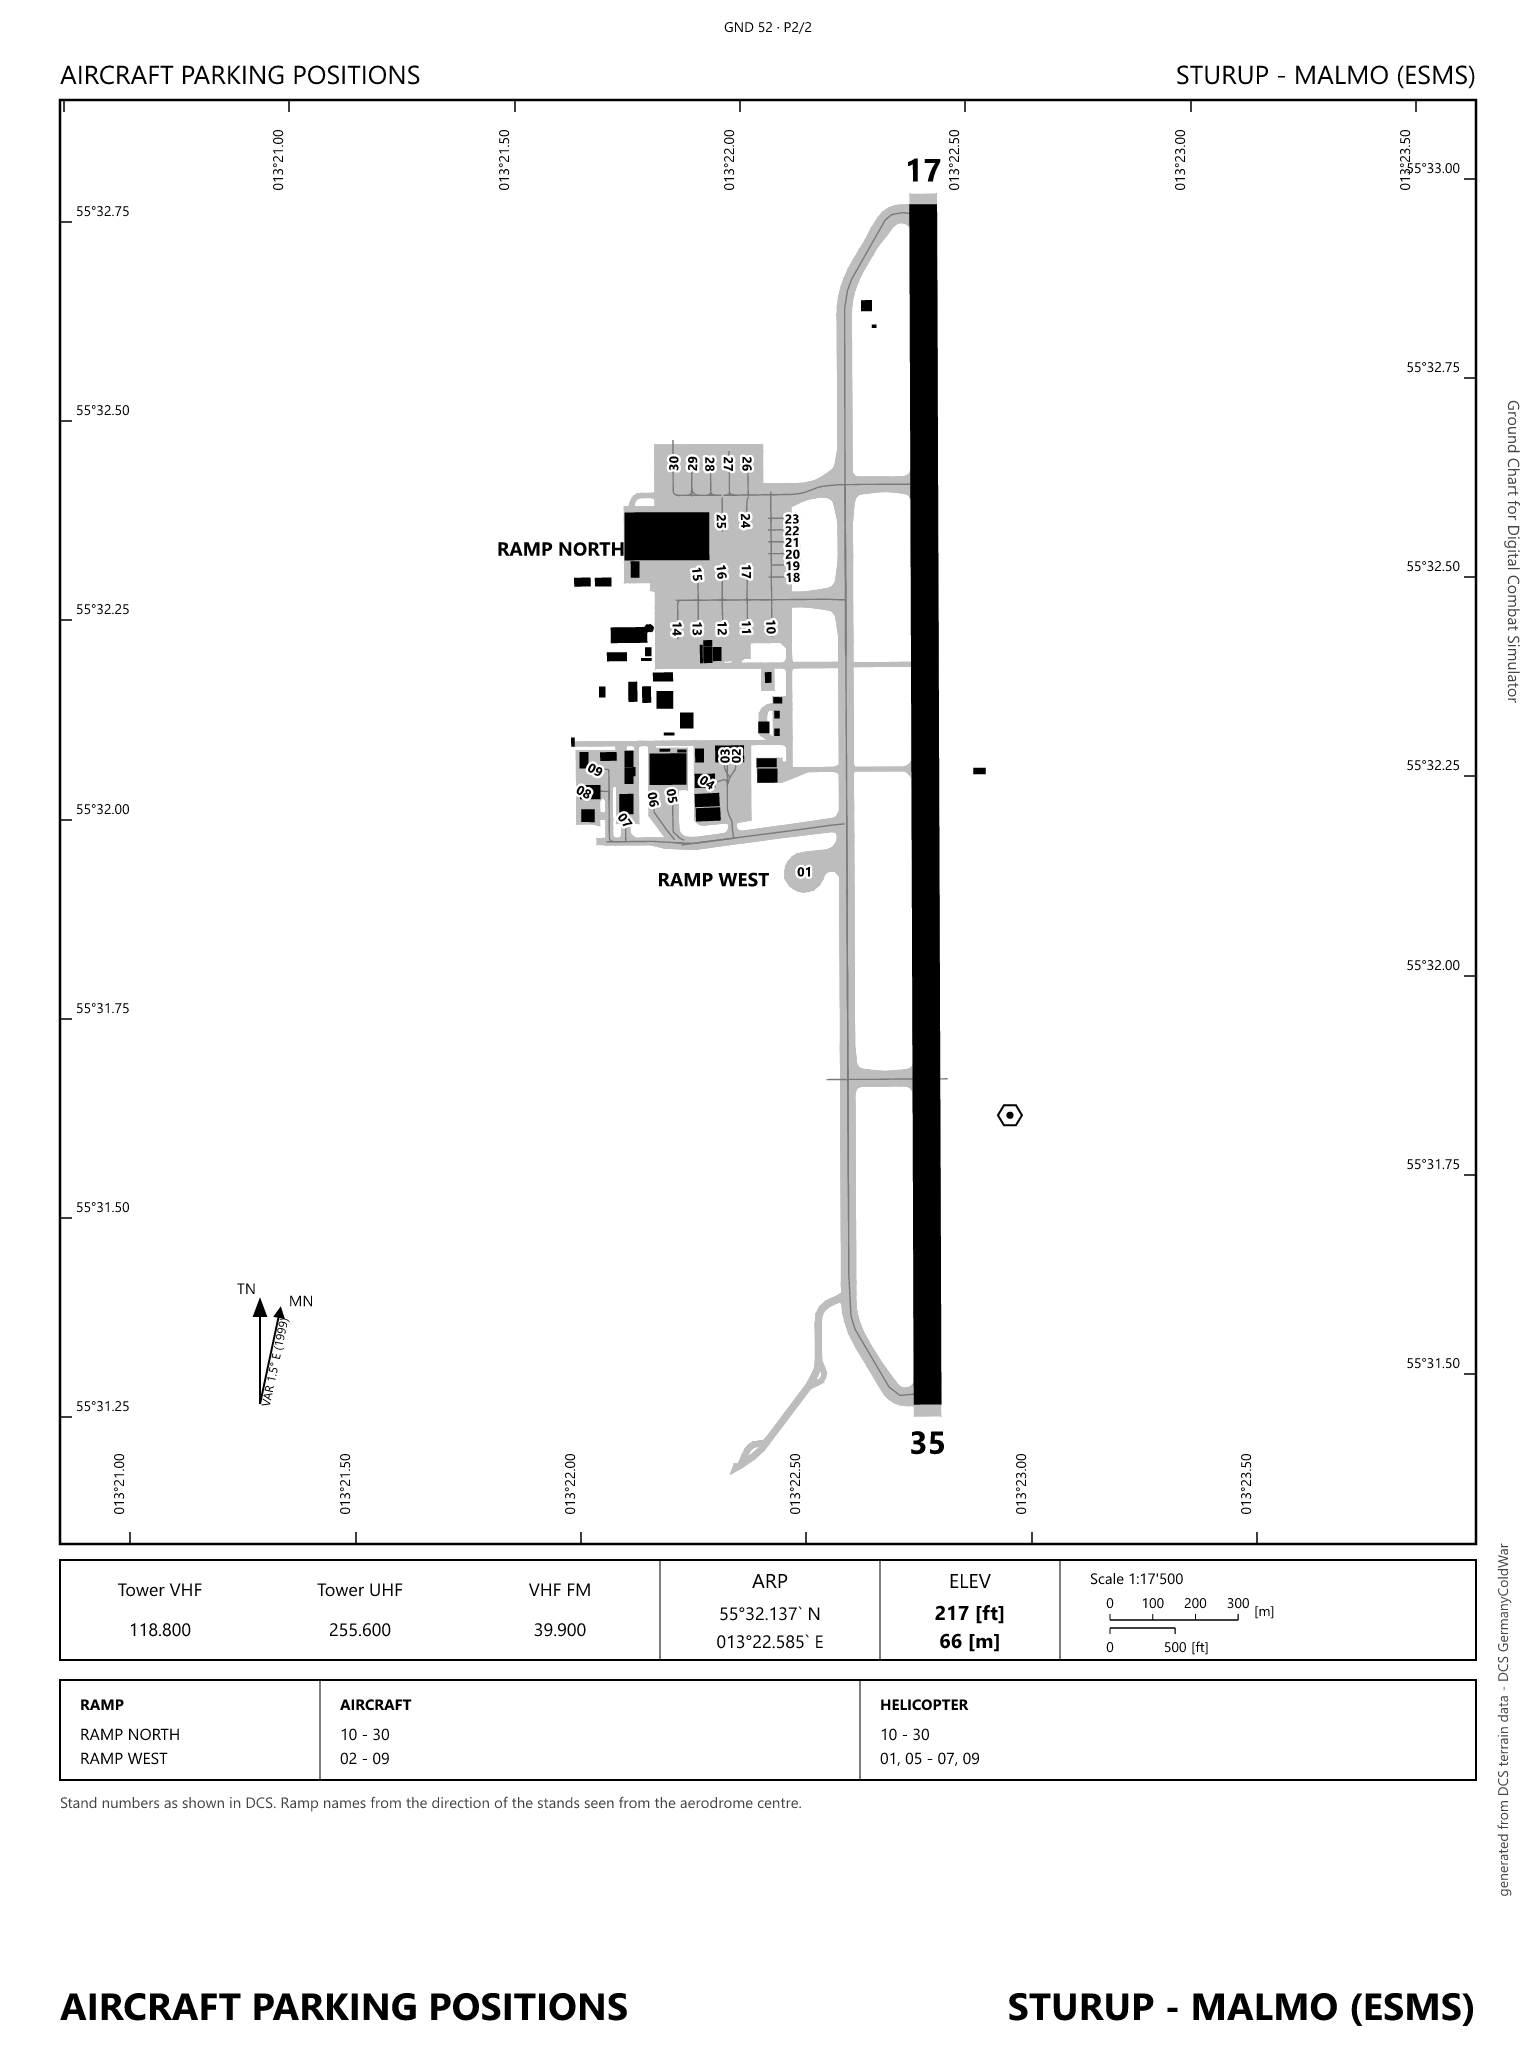 GND 52 · P2/2
AIRCRAFT PARKING POSITIONS
STURUP - MALMO (ESMS)
013°21.00
013°21.50
013°22.00
013°22.50
013°23.00
013°23.50
55°33.00
17
55°32.75
55°32.75
55°32.50
30
29
28
27
26
25
24
23
22
21
20
19
18
RAMP NORTH
15
16
17
55°32.50
55°32.25
14
13
12
11
10
03
02
09
08
07
06
05
04
55°32.25
55°32.00
01
RAMP WEST
55°32.00
55°31.75
55°31.75
55°31.50
TN
MN
VAR 1.5° E (1999)
55°31.50
55°31.25
35
013°21.00
013°21.50
013°22.00
013°22.50
013°23.00
013°23.50
Ground Chart for Digital Combat Simulator
generated from DCS terrain data - DCS GermanyColdWar
Tower VHF
118.800
Tower UHF
255.600
VHF FM
39.900
ARP
55°32.137` N
013°22.585` E
ELEV
217 [ft]
66 [m]
Scale 1:17'500
0 100 200 300 [m]
0 500 [ft]
RAMP AIRCRAFT HELICOPTER
RAMP NORTH 10 - 30 10 - 30
RAMP WEST 02 - 09 01, 05 - 07, 09
Stand numbers as shown in DCS. Ramp names from the direction of the stands seen from the aerodrome centre.
AIRCRAFT PARKING POSITIONS
STURUP - MALMO (ESMS)